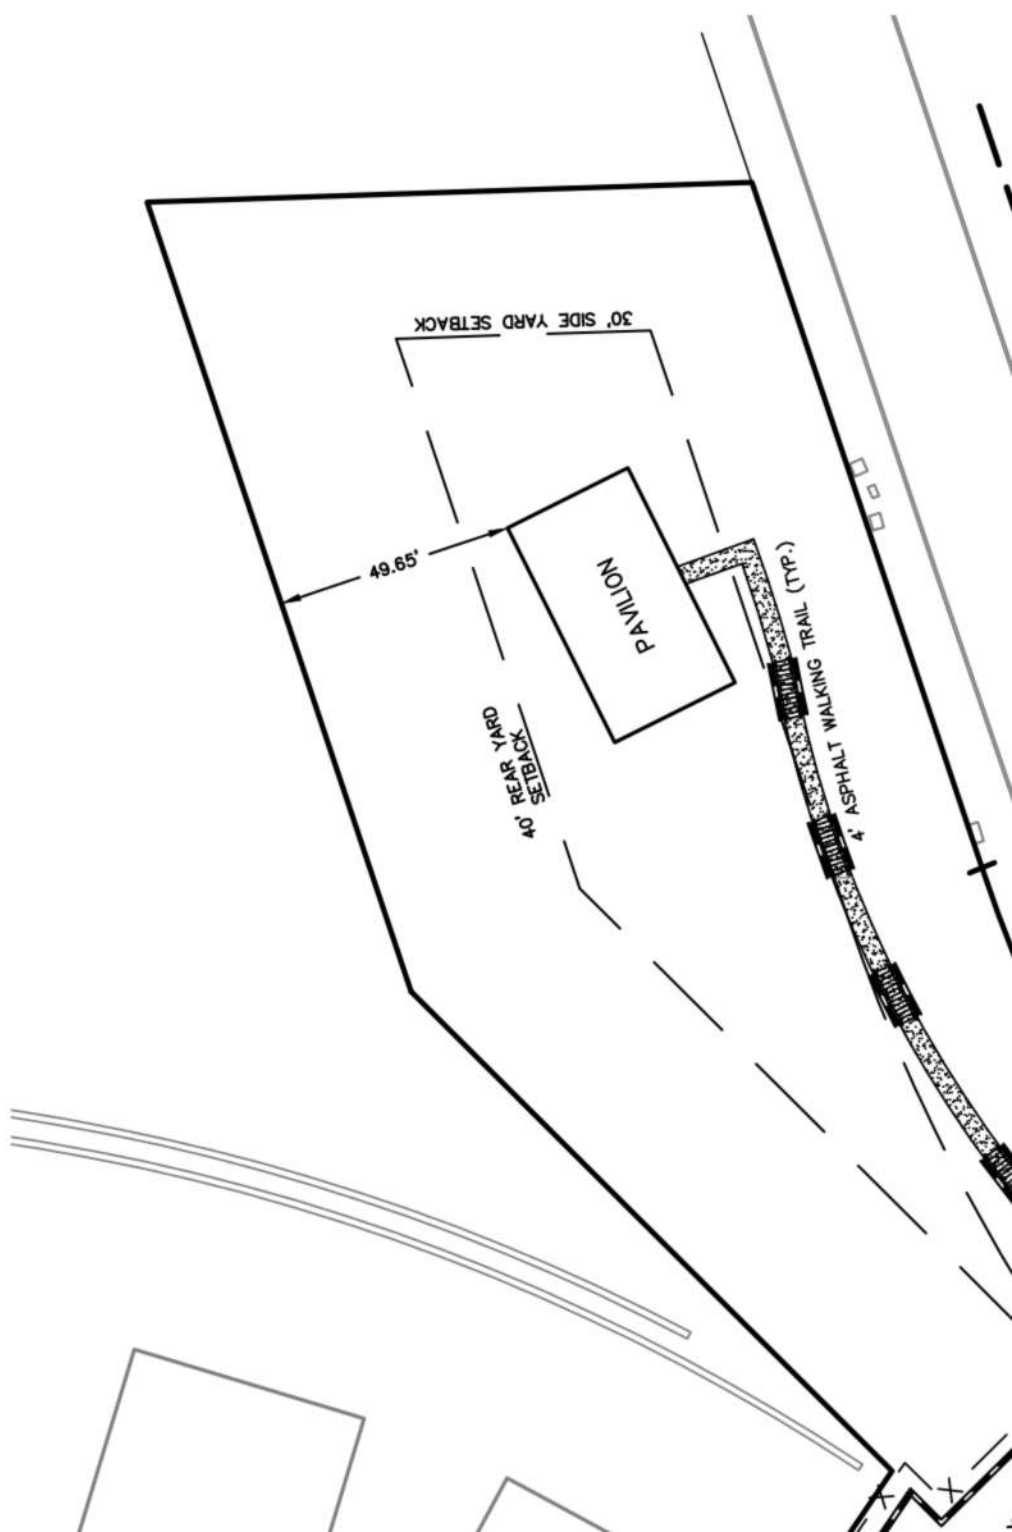 30' SIDE YARD SETBACK
49.65'
PAVILION
40' REAR YARD
SETBACK
4' ASPHALT WALKING TRAIL (TYP.)